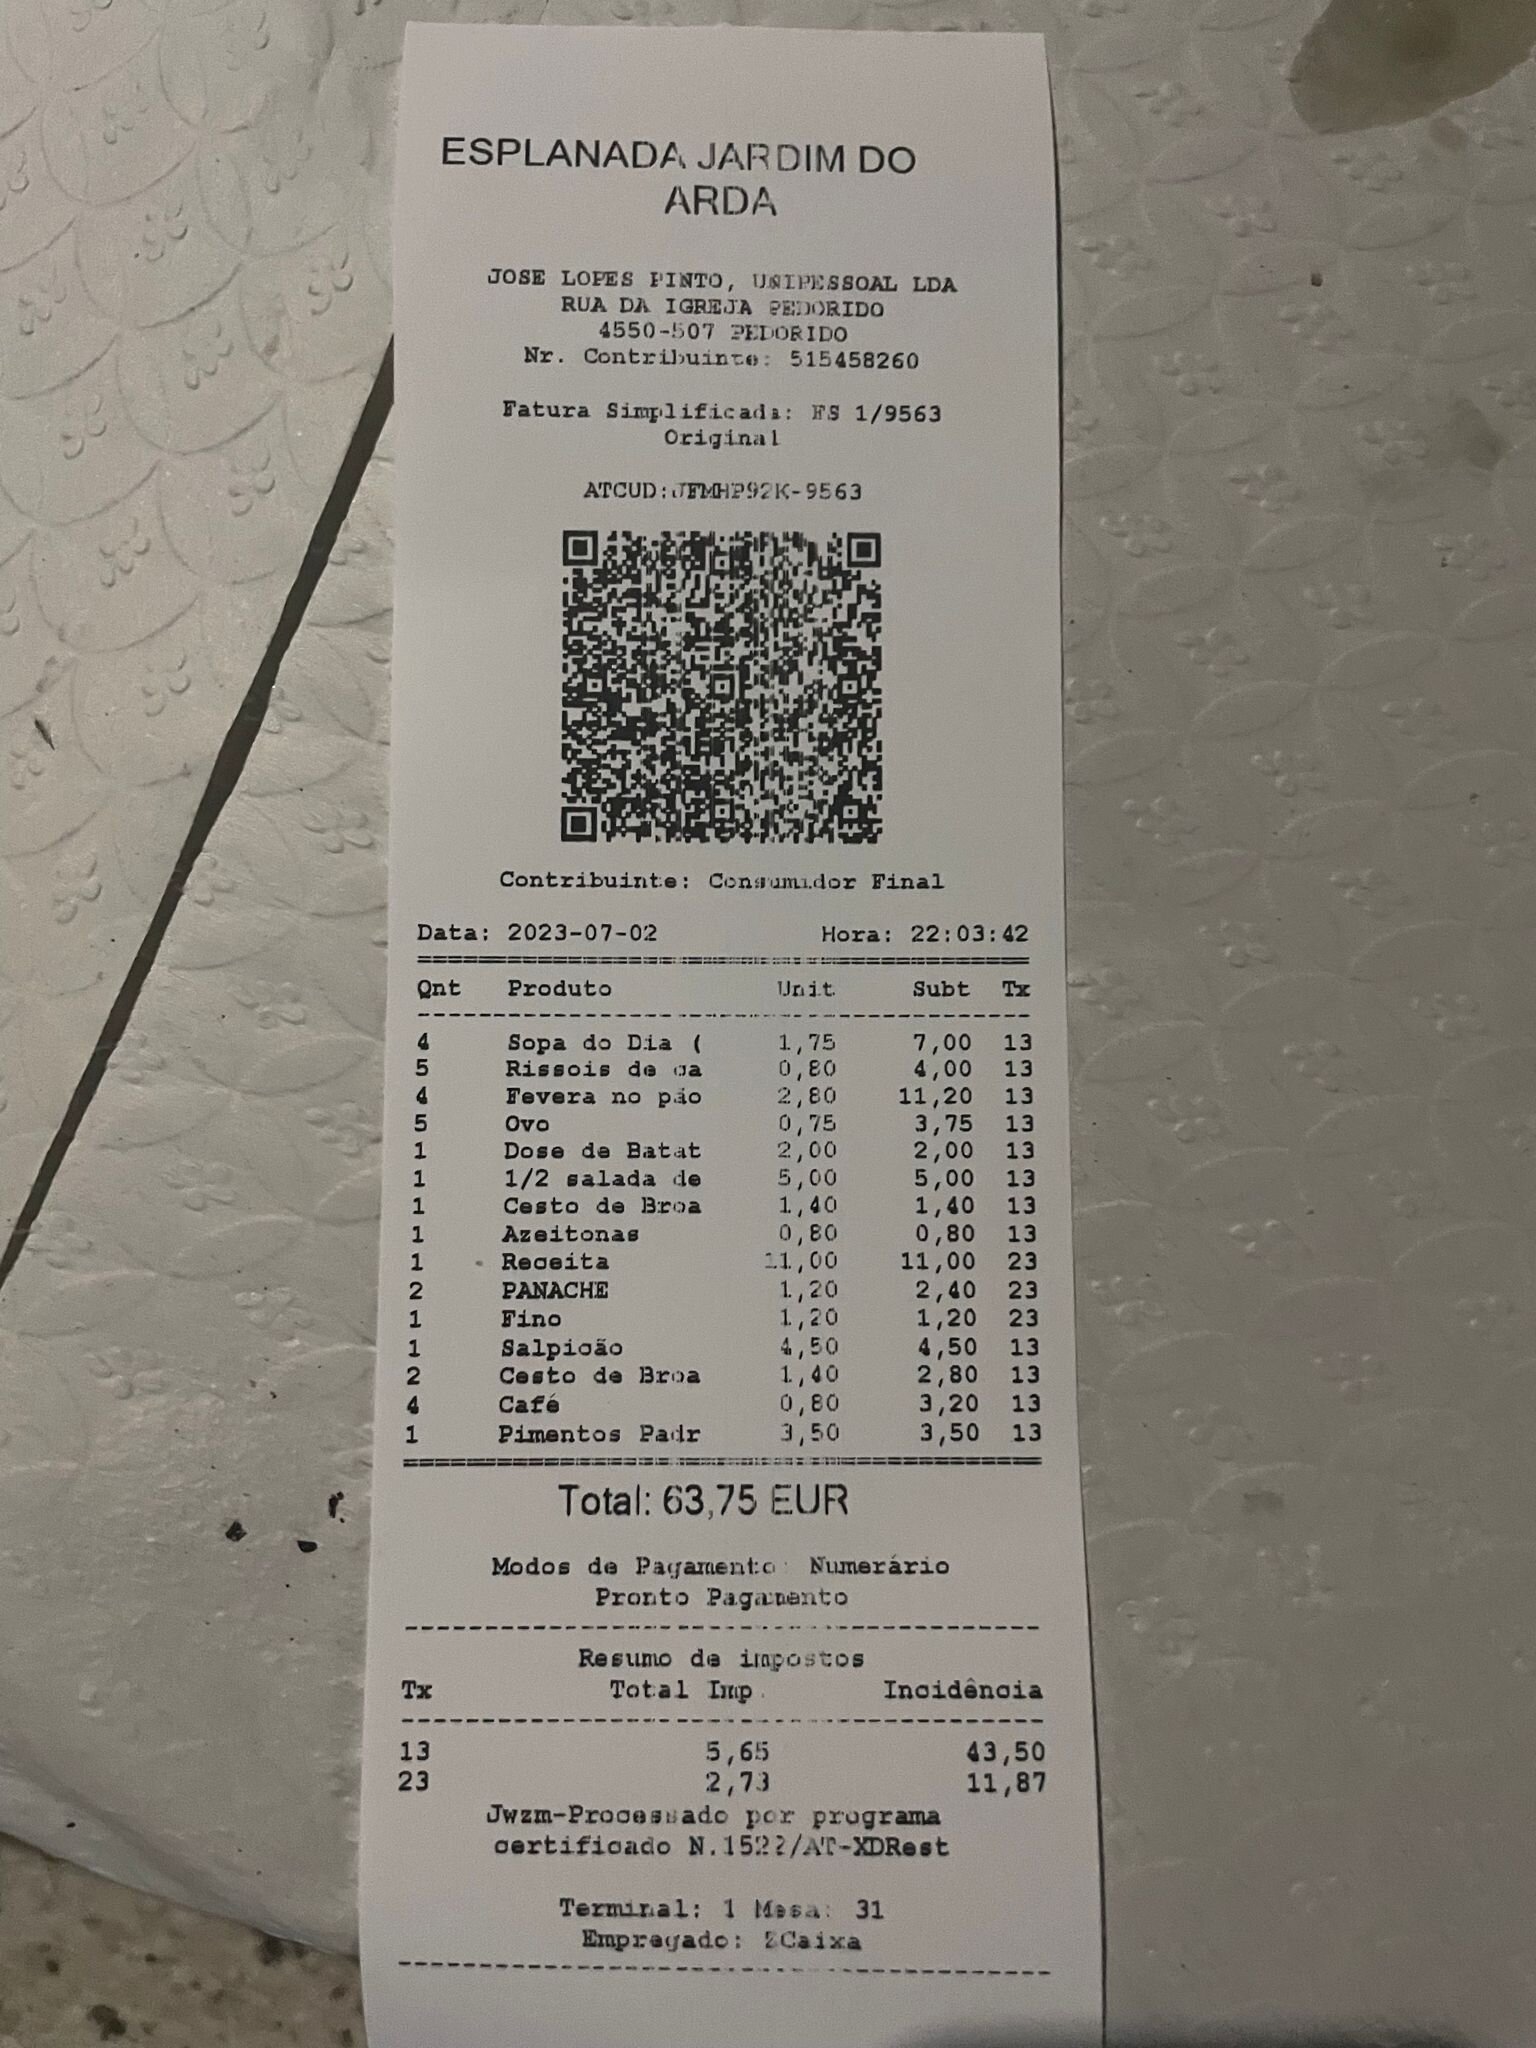 ESPLANADA JARDIM DO
ARDA
JOSE LOPES PINTO, UNIPESSOAL LDA
RUA DA IGREJA PEDORIDO
4550-507 PEDORIDO
Nr. Contribuinte: 515458260
Fatura Simplificada: FS 1/9563
Original
ATCUD:JFMHP92K-9563
Contribuinte: Consumidor Final
Data: 2023-07-02 Hora: 22:03:42
Qnt Produto Unit Subt Tx
4 Sopa do Dia ( 1,75 7,00 13
5 Rissois de ca 0,80 4,00 13
4 Fevera no pão 2,80 11,20 13
5 Ovo 0,75 3,75 13
1 Dose de Batat 2,00 2,00 13
1 1/2 salada de 5,00 5,00 13
1 Cesto de Broa 1,40 1,40 13
1 Azeitonas 0,80 0,80 13
1 Receita 11,00 11,00 23
2 PANACHE 1,20 2,40 23
1 Fino 1,20 1,20 23
1 Salpicão 4,50 4,50 13
2 Cesto de Broa 1,40 2,80 13
4 Café 0,80 3,20 13
1 Pimentos Padr 3,50 3,50 13
Total: 63,75 EUR
Modos de Pagamento: Numerário
Pronto Pagamento
Resumo de impostos
Tx Total Imp. Incidência
13 5,65 43,50
23 2,73 11,87
Jwzm-Processado por programa
certificado N.1522/AT-XDRest
Terminal: 1 Mesa: 31
Empregado: 2Caixa